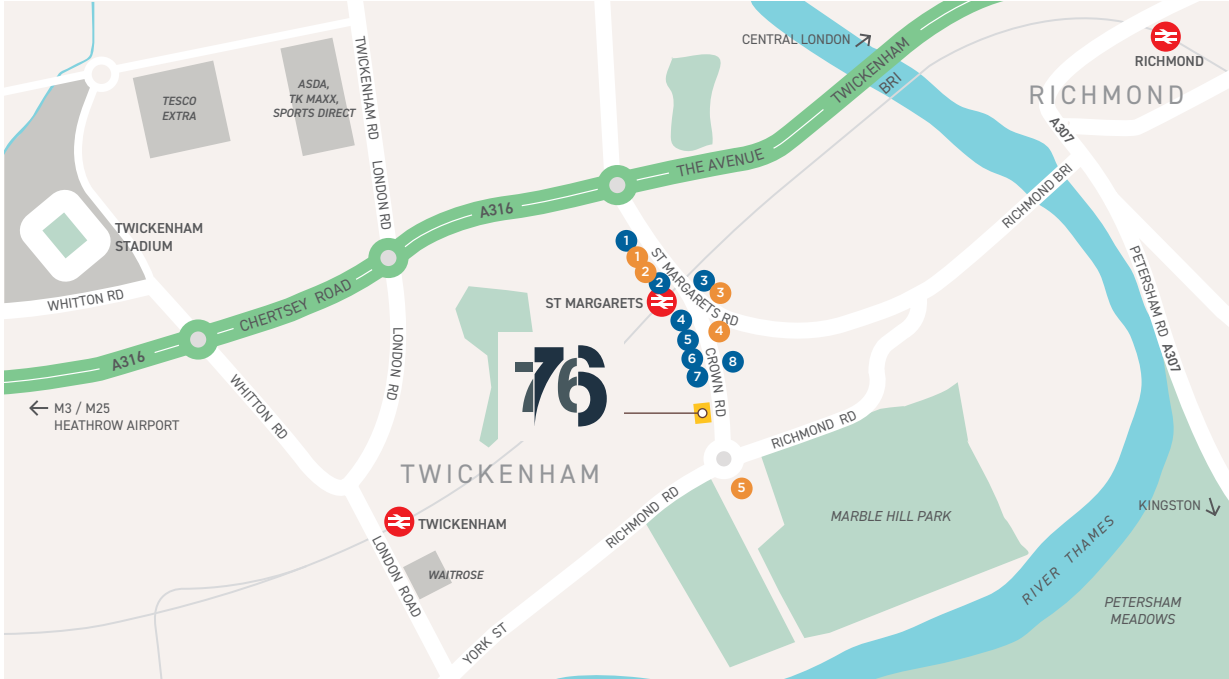 CENTRAL LONDON
RICHMOND
RICHMOND
TWICKENHAM RD
TESCO
EXTRA
ASDA,
TK MAXX,
SPORTS DIRECT
TWICKENHAM
BRI
A307
THE AVENUE
LONDON RD
RICHMOND BRI
A316
TWICKENHAM
STADIUM
1
1
2
2
ST MARGARETS RD
3
3
PETERSHAM RD
A307
WHITTON RD
CHERTSEY ROAD
ST MARGARETS
4
4
5
6
7
8
CROWN RD
A316
LONDON RD
76
WHITTON RD
M3 / M25
HEATHROW AIRPORT
RICHMOND RD
TWICKENHAM
5
RICHMOND RD
MARBLE HILL PARK
KINGSTON
TWICKENHAM
LONDON ROAD
WAITROSE
RIVER THAMES
PETERSHAM
MEADOWS
YORK ST